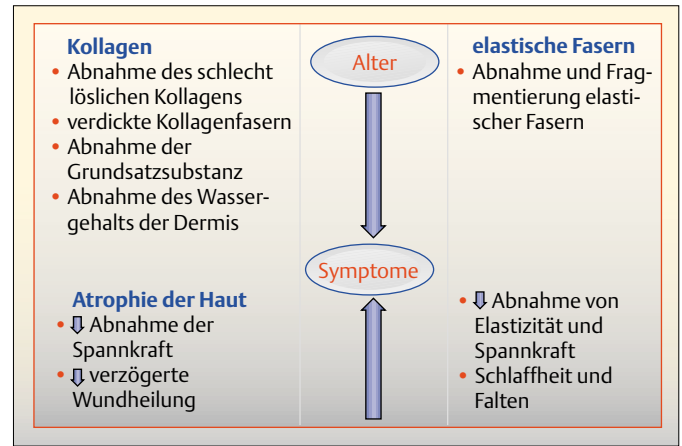 Kollagen
• Abnahme des schlecht
löslichen Kollagens
• verdickte Kollagenfasern
• Abnahme der
Grundsatzsubstanz
• Abnahme des Wasser-
gehalts der Dermis
Atrophie der Haut
• ⇩ Abnahme der
Spannkraft
• ⇩ verzögerte
Wundheilung
Alter
Symptome
elastische Fasern
• Abnahme und Frag-
mentierung elasti-
scher Fasern
• ⇩ Abnahme von
Elastizität und
Spannkraft
• Schlaffheit und
Falten